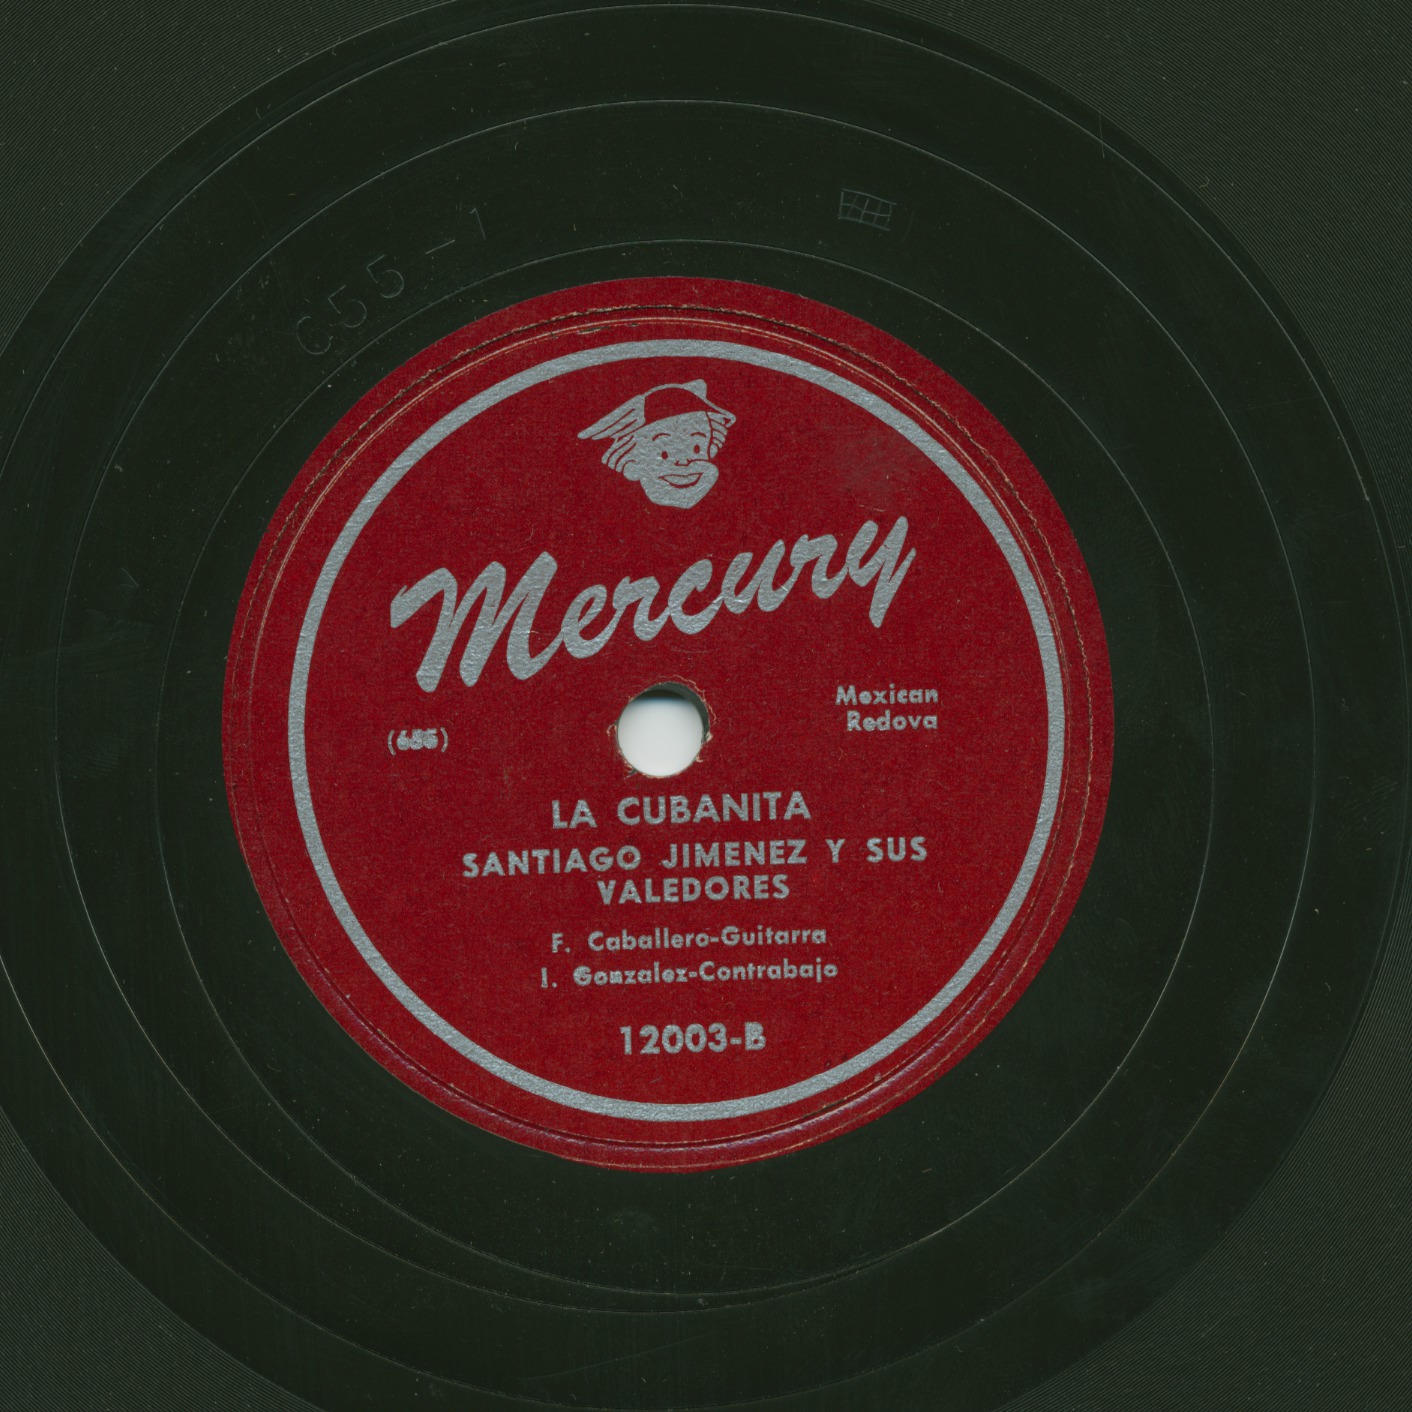 655-1
Mercury
Mexican
Redova
(655)
LA CUBANITA
SANTIAGO JIMENEZ Y SUS
VALEDORES
F. Caballero-Guitarra
I. Gonzalez-Contrabajo
12003-B